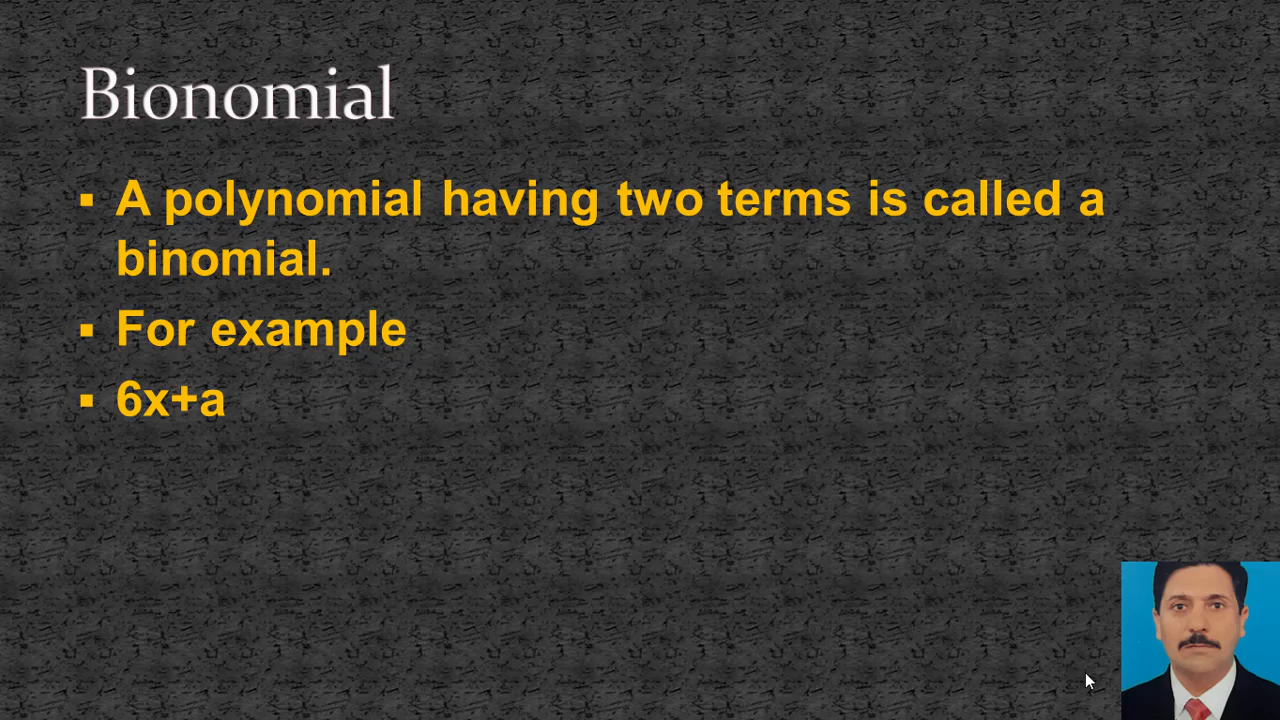 Bionomial
▪ A polynomial having two terms is called a
binomial.
▪ For example
▪ 6x+a